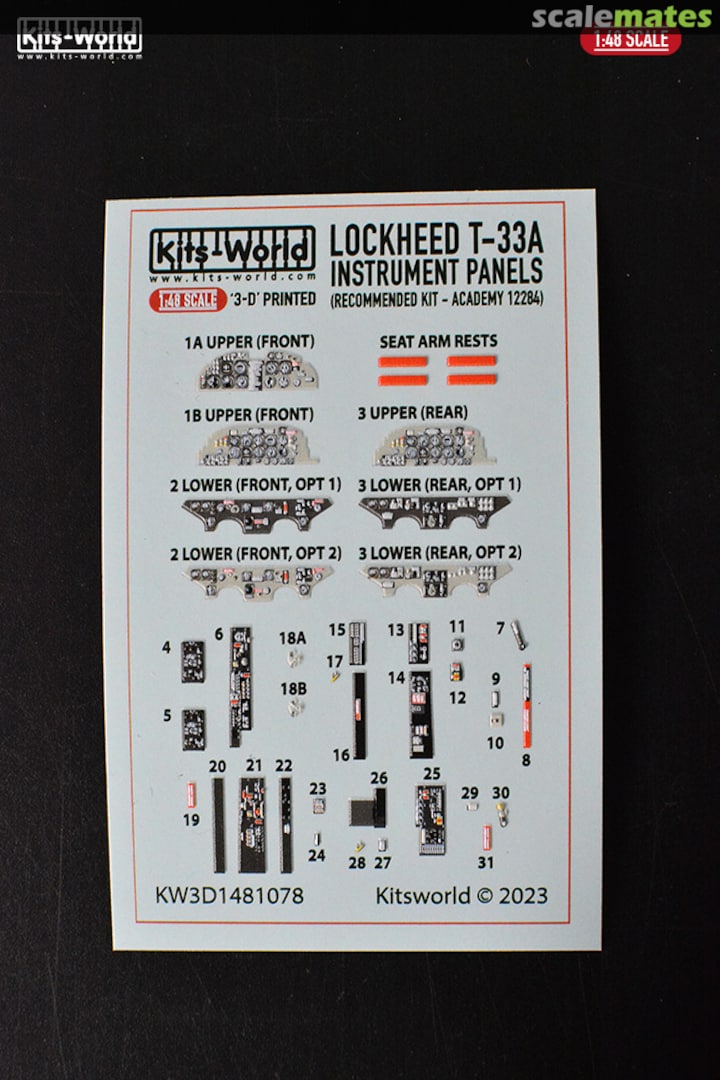 scalemates
Kits-World
www.kits-world.com
1:48 SCALE
Kits-World
www.kits-world.com
1:48 SCALE '3-D' PRINTED
LOCKHEED T-33A
INSTRUMENT PANELS
(RECOMMENDED KIT - ACADEMY 12284)
1A UPPER (FRONT)
SEAT ARM RESTS
1B UPPER (FRONT)
3 UPPER (REAR)
2 LOWER (FRONT, OPT 1)
3 LOWER (REAR, OPT 1)
2 LOWER (FRONT, OPT 2)
3 LOWER (REAR, OPT 2)
4
6
18A
15
13
11
7
17
5
18B
14
12
9
16
10
8
20
21
22
23
26
25
29
30
19
24
28
27
31
KW3D1481078
Kitsworld © 2023